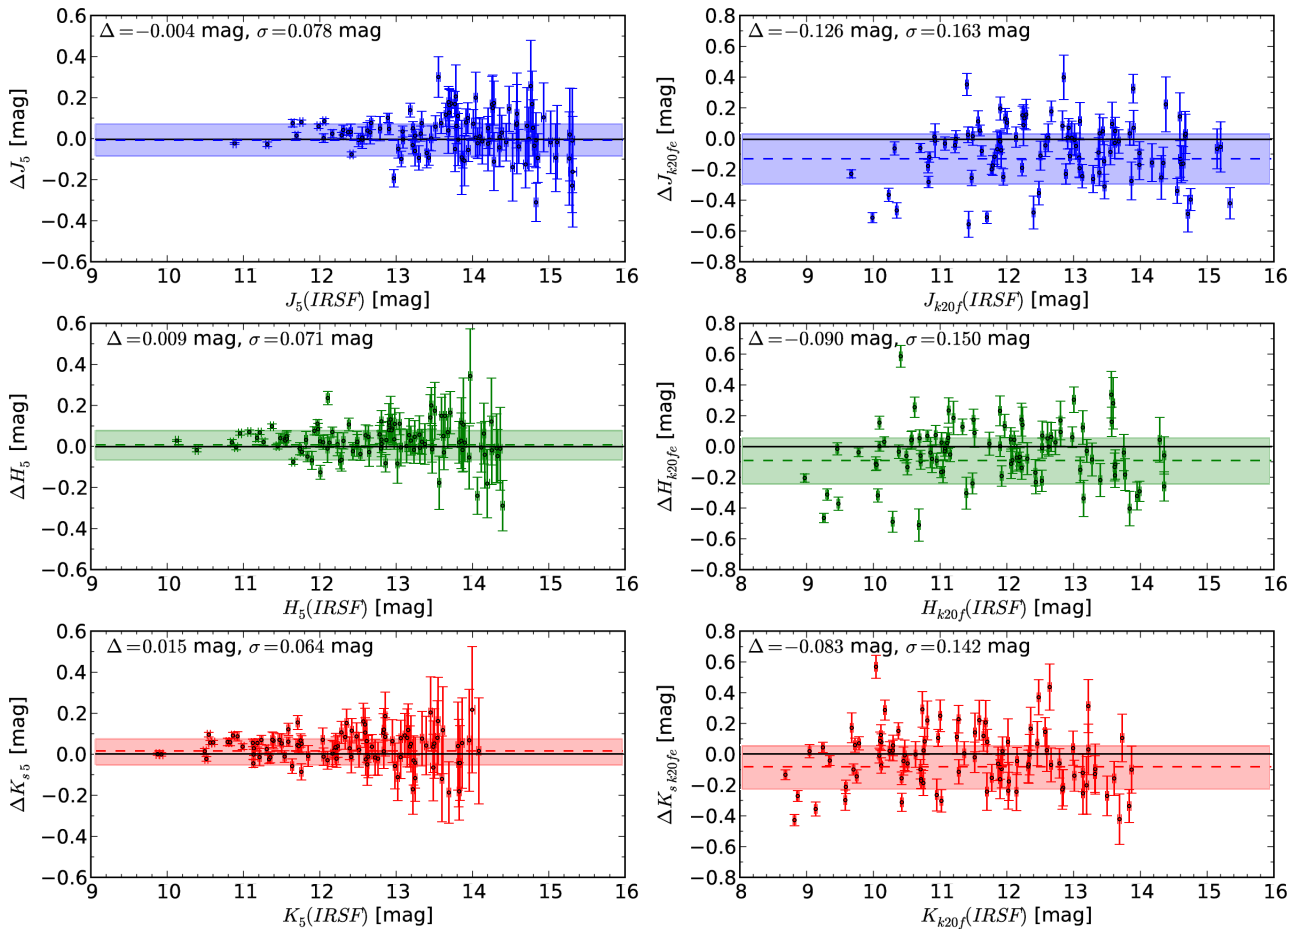 Δ=−0.004 mag, σ=0.078 mag
ΔJ5 [mag]
0.6
0.4
0.2
0.0
−0.2
−0.4
−0.6
9 10 11 12 13 14 15 16
J5(IRSF) [mag]
Δ=−0.126 mag, σ=0.163 mag
ΔJk20fe [mag]
0.8
0.6
0.4
0.2
0.0
−0.2
−0.4
−0.6
−0.8
8 9 10 11 12 13 14 15 16
Jk20f(IRSF) [mag]
Δ=0.009 mag, σ=0.071 mag
ΔH5 [mag]
0.6
0.4
0.2
0.0
−0.2
−0.4
−0.6
9 10 11 12 13 14 15 16
H5(IRSF) [mag]
Δ=−0.090 mag, σ=0.150 mag
ΔHk20fe [mag]
0.8
0.6
0.4
0.2
0.0
−0.2
−0.4
−0.6
−0.8
8 9 10 11 12 13 14 15 16
Hk20f(IRSF) [mag]
Δ=0.015 mag, σ=0.064 mag
ΔKs5 [mag]
0.6
0.4
0.2
0.0
−0.2
−0.4
−0.6
9 10 11 12 13 14 15 16
K5(IRSF) [mag]
Δ=−0.083 mag, σ=0.142 mag
ΔKsk20fe [mag]
0.8
0.6
0.4
0.2
0.0
−0.2
−0.4
−0.6
−0.8
8 9 10 11 12 13 14 15 16
Kk20f(IRSF) [mag]